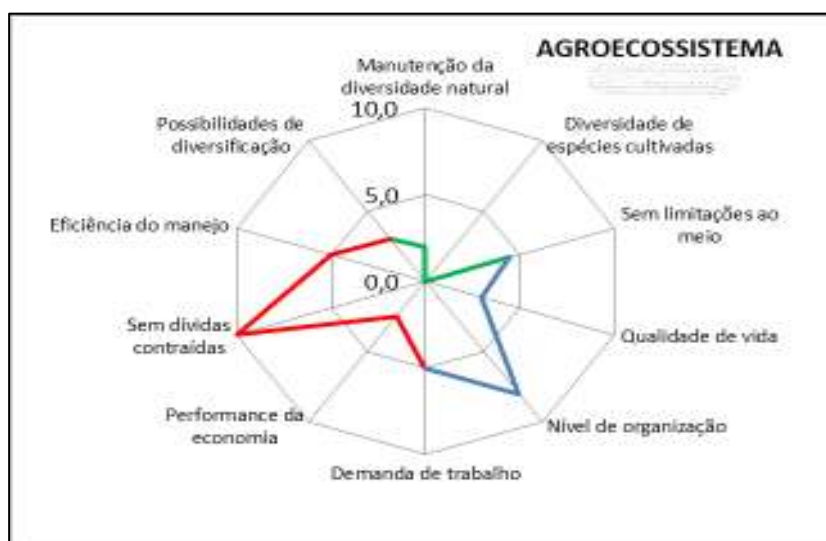 AGROECOSSISTEMA
Manutenção da
diversidade natural
10,0
5,0
0,0
Diversidade de
espécies cultivadas
Sem limitações ao
meio
Qualidade de vida
Nível de organização
Demanda de trabalho
Performance da
economia
Sem dívidas
contraídas
Eficiência do manejo
Possibilidades de
diversificação